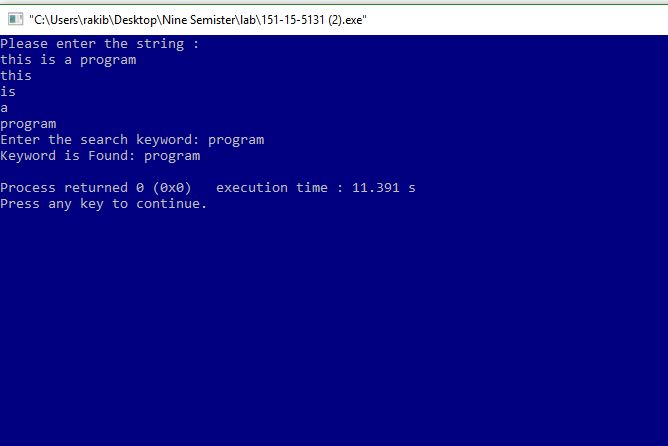 "C:\Users\rakib\Desktop\Nine Semister\lab\151-15-5131 (2).exe"
Please enter the string :
this is a program
this
is
a
program
Enter the search keyword: program
Keyword is Found: program
Process returned 0 (0x0)   execution time : 11.391 s
Press any key to continue.